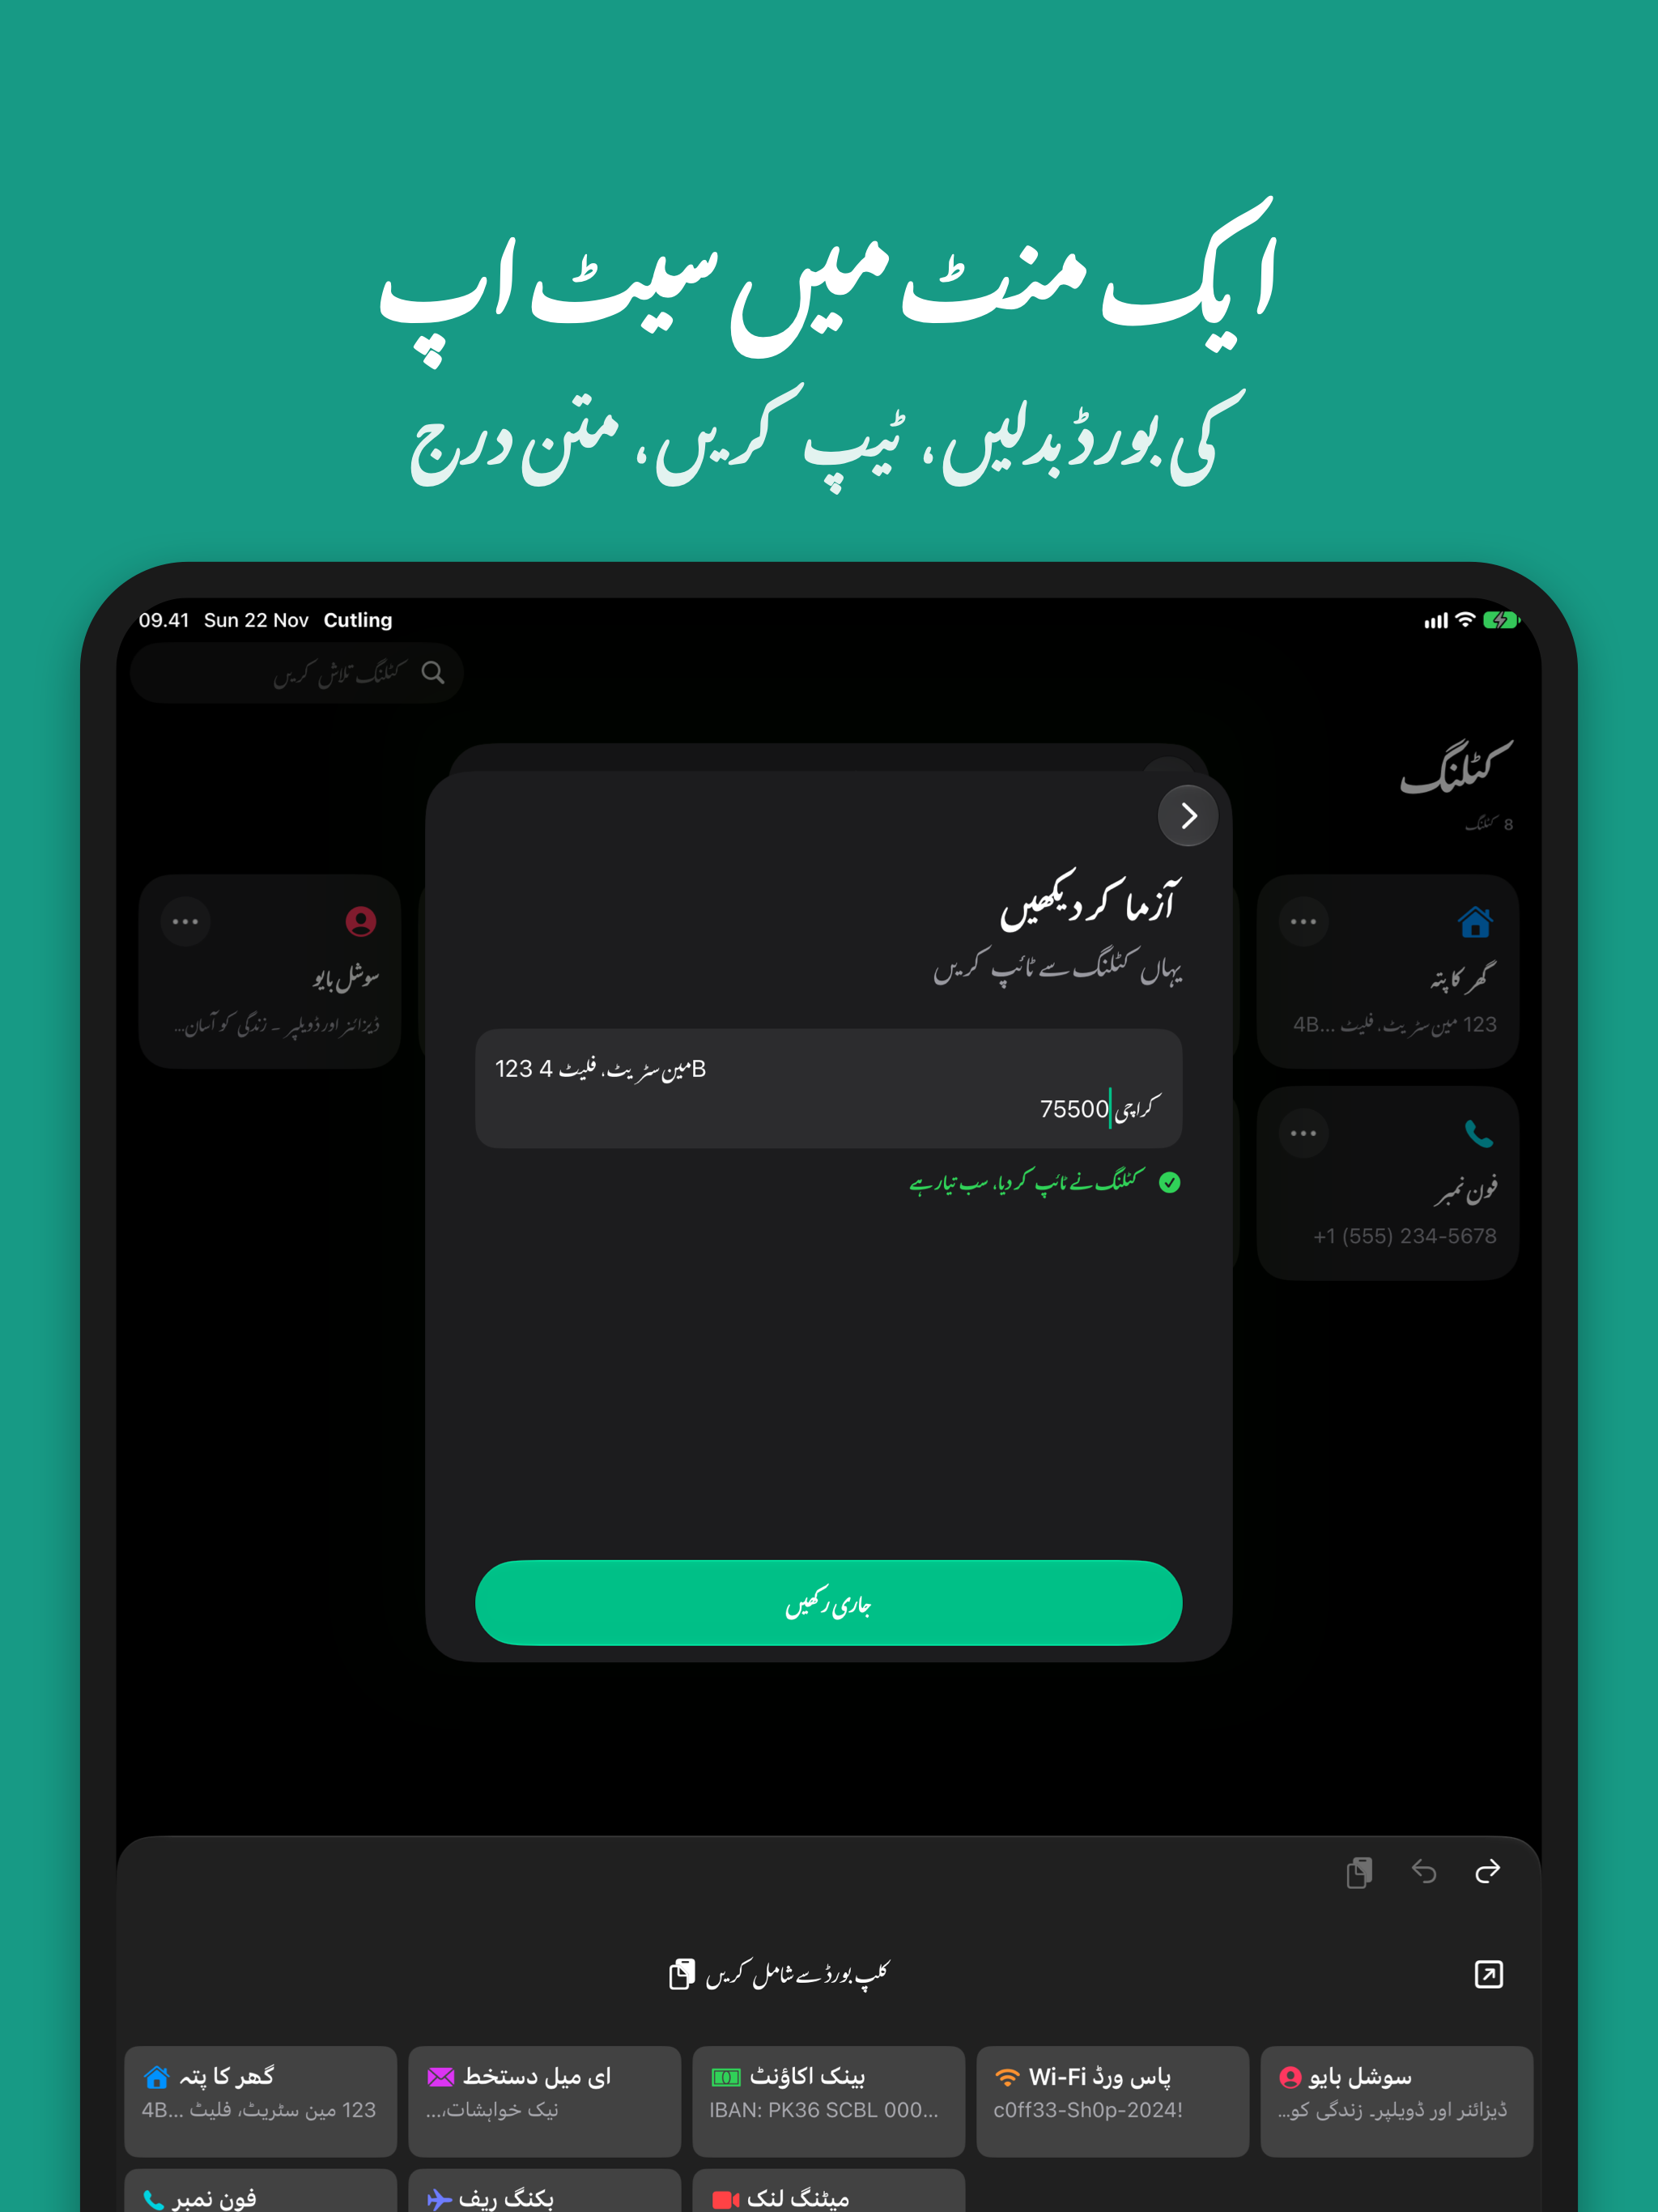 ایک منٹ میں سیٹ اپ
کی بورڈ بدلیں، ٹیپ کریں، متن درج
09.41 Sun 22 Nov Cutling
کٹلنگ تلاش کریں
کٹلنگ
8 کٹلنگ
گھر کا پتہ
123 مین سٹریٹ، فلیٹ 4B...
سوشل بایو
ڈیزائنر اور ڈویلپر ۔ زندگی کو آسان...
فون نمبر
+1 (555) 234-5678
آزما کر دیکھیں
یہاں کٹلنگ سے ٹائپ کریں
123 مین سٹریٹ، فلیٹ 4B
کراچی 75500
کٹلنگ نے ٹائپ کر دیا، سب تیار ہے
جاری رکھیں
کلپ بورڈ سے شامل کریں
گھر کا پتہ
123 مین سٹریٹ، فلیٹ 4B...
ای میل دستخط
نیک خواہشات،...
بینک اکاؤنٹ
IBAN: PK36 SCBL 000...
Wi-Fi پاس ورڈ
c0ff33-Sh0p-2024!
سوشل بایو
ڈیزائنر اور ڈویلپر۔ زندگی کو...
فون نمبر
بکنگ ریف
میٹنگ لنک